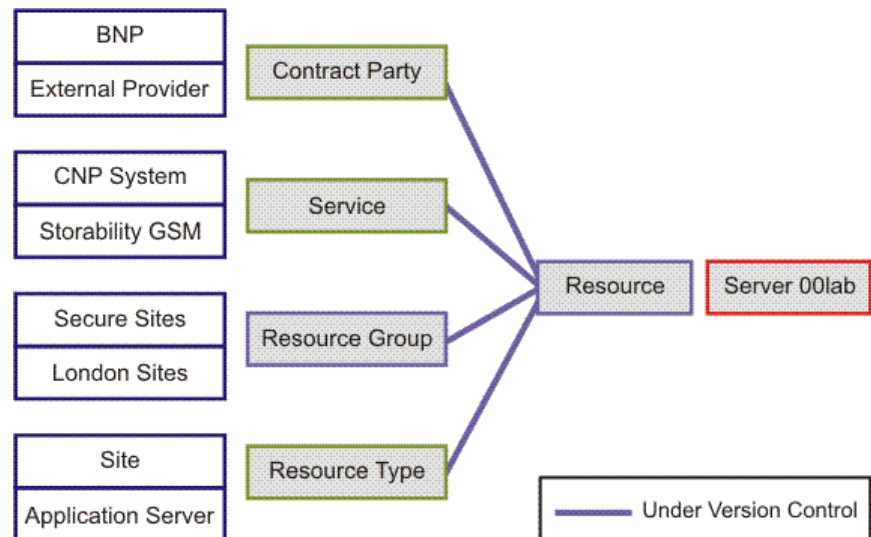 BNP
External Provider
Contract Party
CNP System
Storability GSM
Service
Resource
Server 00lab
Secure Sites
London Sites
Resource Group
Site
Application Server
Resource Type
Under Version Control